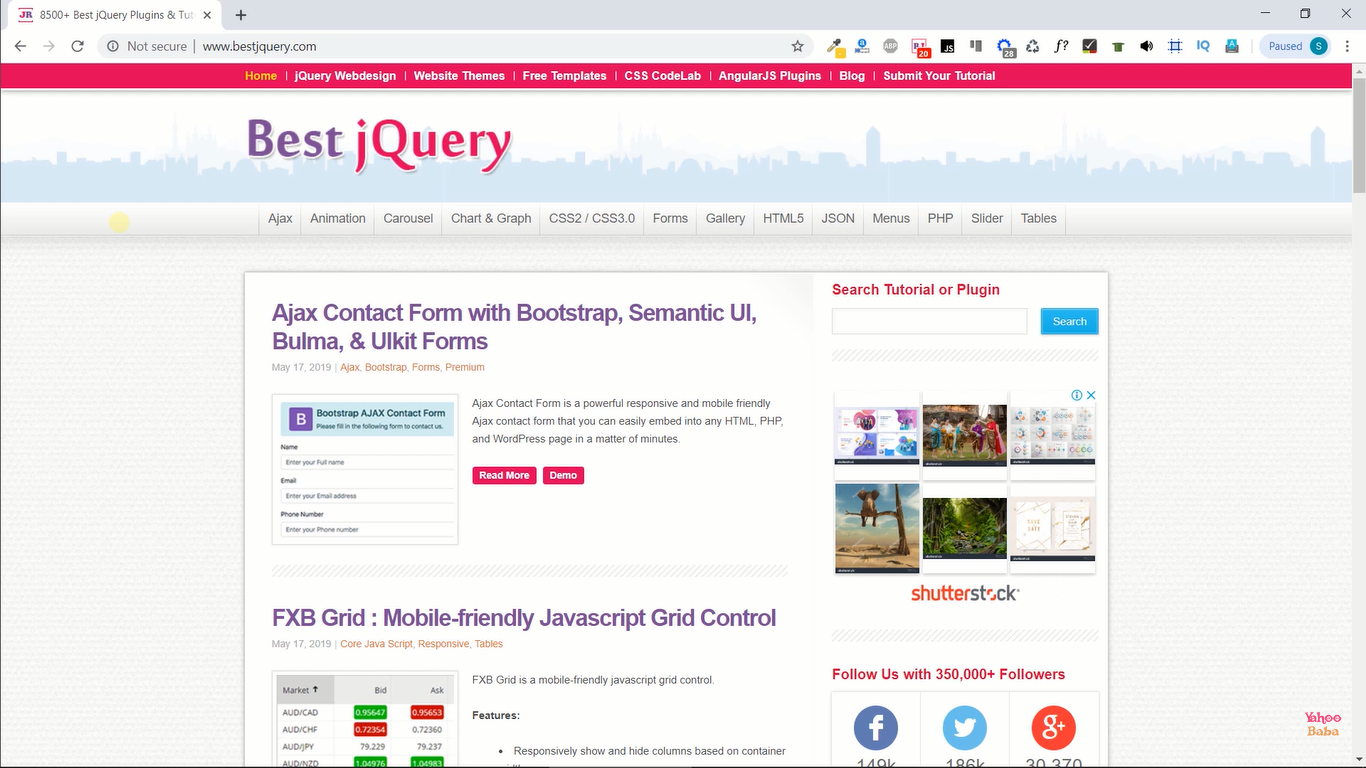 JR 8500+ Best jQuery Plugins & Tut
Not secure | www.bestjquery.com
ABP
20
JS
28
f?
IQ
Paused S
Home | jQuery Webdesign | Website Themes | Free Templates | CSS CodeLab | AngularJS Plugins | Blog | Submit Your Tutorial
Best jQuery
Ajax Animation Carousel Chart & Graph CSS2 / CSS3.0 Forms Gallery HTML5 JSON Menus PHP Slider Tables
Ajax Contact Form with Bootstrap, Semantic UI,
Bulma, & UIkit Forms
May 17, 2019 | Ajax, Bootstrap, Forms, Premium
B Bootstrap AJAX Contact Form
Please fill in the following form to contact us.
Name
Enter your Full name
Email
Enter your Email address
Phone Number
Enter your Phone number
Ajax Contact Form is a powerful responsive and mobile friendly
Ajax contact form that you can easily embed into any HTML, PHP,
and WordPress page in a matter of minutes.
Read More Demo
FXB Grid : Mobile-friendly Javascript Grid Control
May 17, 2019 | Core Java Script, Responsive, Tables
Market Bid Ask
AUD/CAD 0.95647 0.95653
AUD/CHF 0.72354 0.72360
AUD/JPY 79.229 79.237
AUD/NZD 1.04976 1.04983
FXB Grid is a mobile-friendly javascript grid control.
Features:
• Responsively show and hide columns based on container
Search Tutorial or Plugin
Search
shutterstock
Follow Us with 350,000+ Followers
f
g+
149k 186k 30,370
Yahoo
Baba